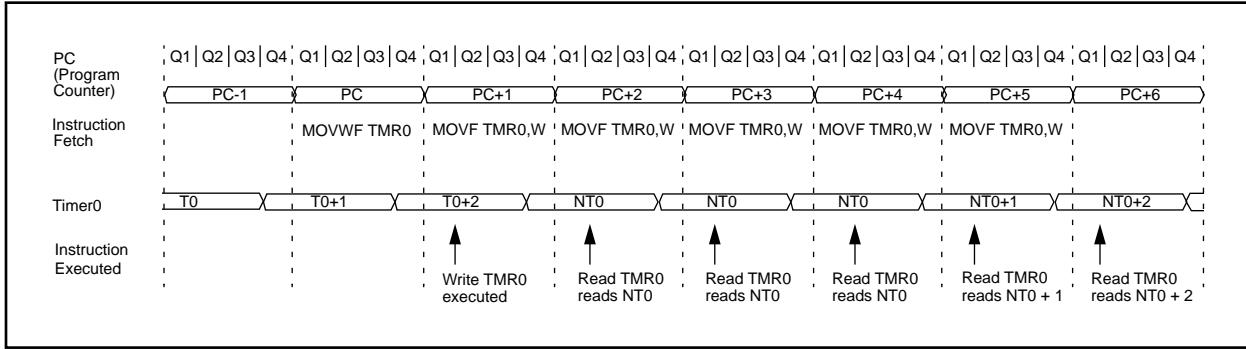 PC
(Program
Counter)
Q1 Q2 Q3 Q4 Q1 Q2 Q3 Q4 Q1 Q2 Q3 Q4 Q1 Q2 Q3 Q4 Q1 Q2 Q3 Q4 Q1 Q2 Q3 Q4 Q1 Q2 Q3 Q4 Q1 Q2 Q3 Q4
PC-1 PC PC+1 PC+2 PC+3 PC+4 PC+5 PC+6
Instruction
Fetch
MOVWF TMR0 MOVF TMR0,W MOVF TMR0,W MOVF TMR0,W MOVF TMR0,W MOVF TMR0,W
Timer0
T0 T0+1 T0+2 NT0 NT0 NT0 NT0+1 NT0+2
Instruction
Executed
Write TMR0
executed
Read TMR0
reads NT0
Read TMR0
reads NT0
Read TMR0
reads NT0
Read TMR0
reads NT0 + 1
Read TMR0
reads NT0 + 2